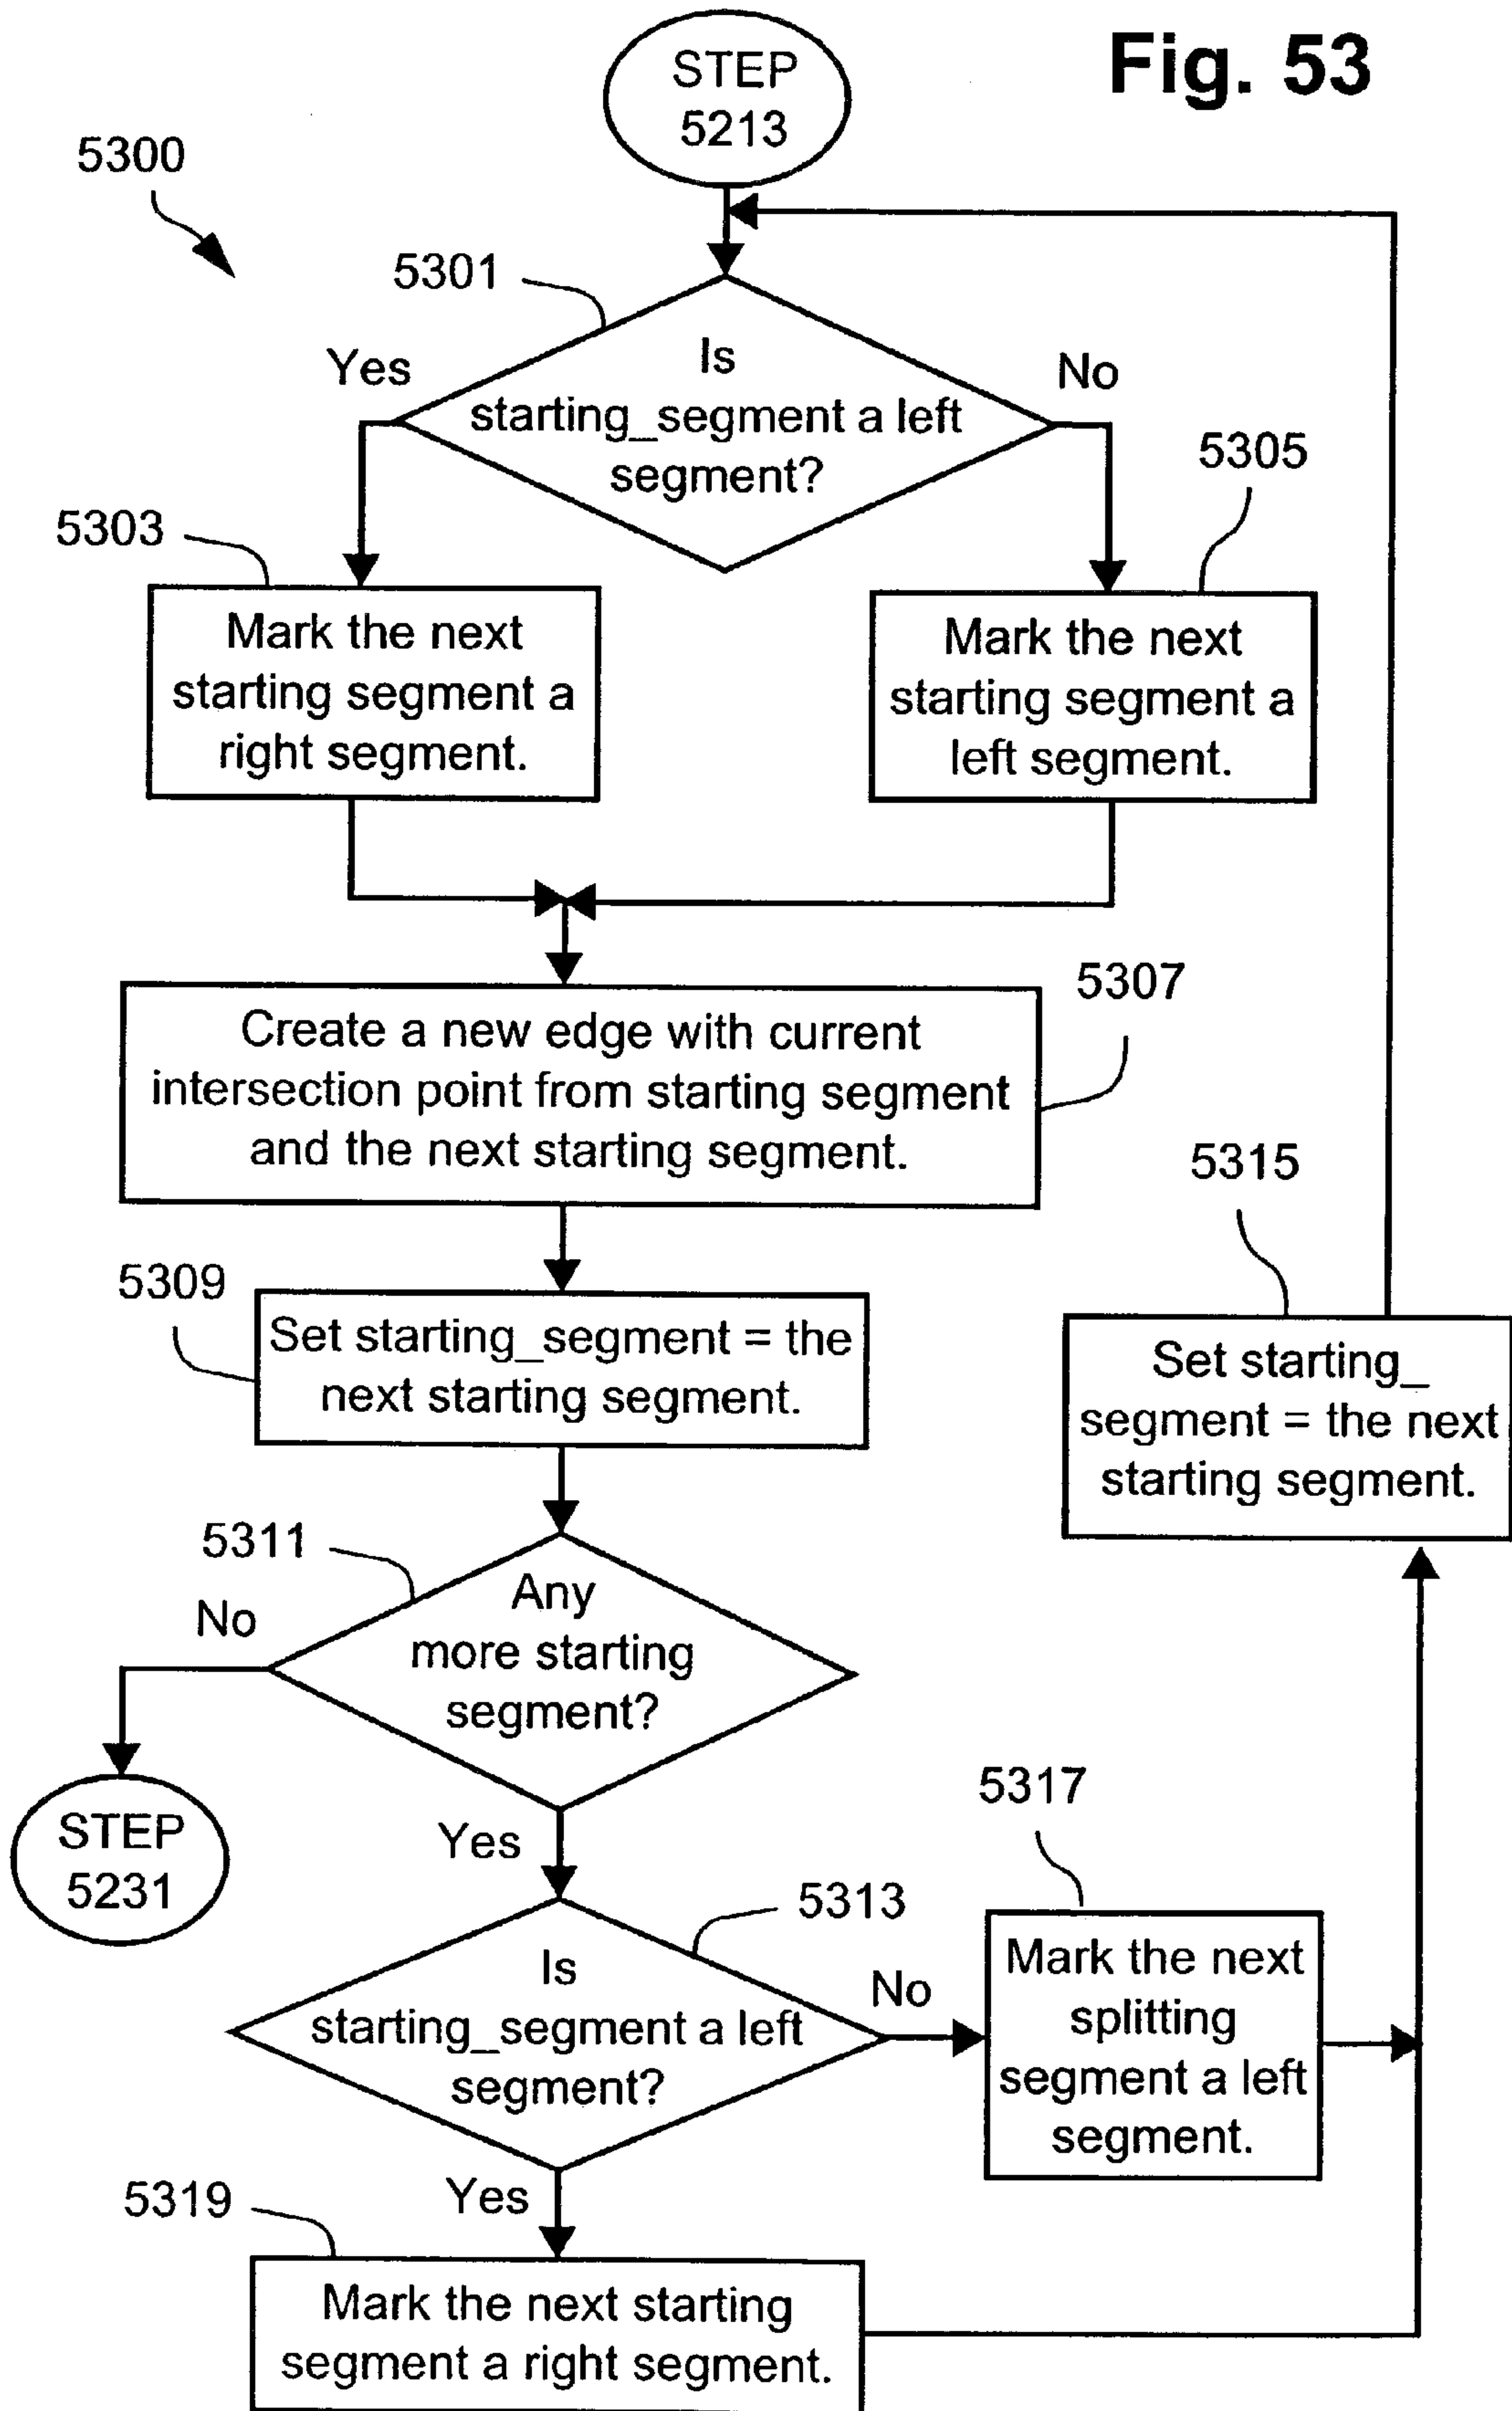 Fig. 53
STEP
5213
5300
5301
Is
starting_segment a left
segment?
Yes
No
5303
5305
Mark the next
starting segment a
right segment.
Mark the next
starting segment a
left segment.
5307
Create a new edge with current
intersection point from starting segment
and the next starting segment.
5309
Set starting_segment = the
next starting segment.
5315
Set starting_
segment = the next
starting segment.
5311
Any
more starting
segment?
No
STEP
5231
Yes
5313
Is
starting_segment a left
segment?
No
5317
Mark the next
splitting
segment a left
segment.
Yes
5319
Mark the next starting
segment a right segment.